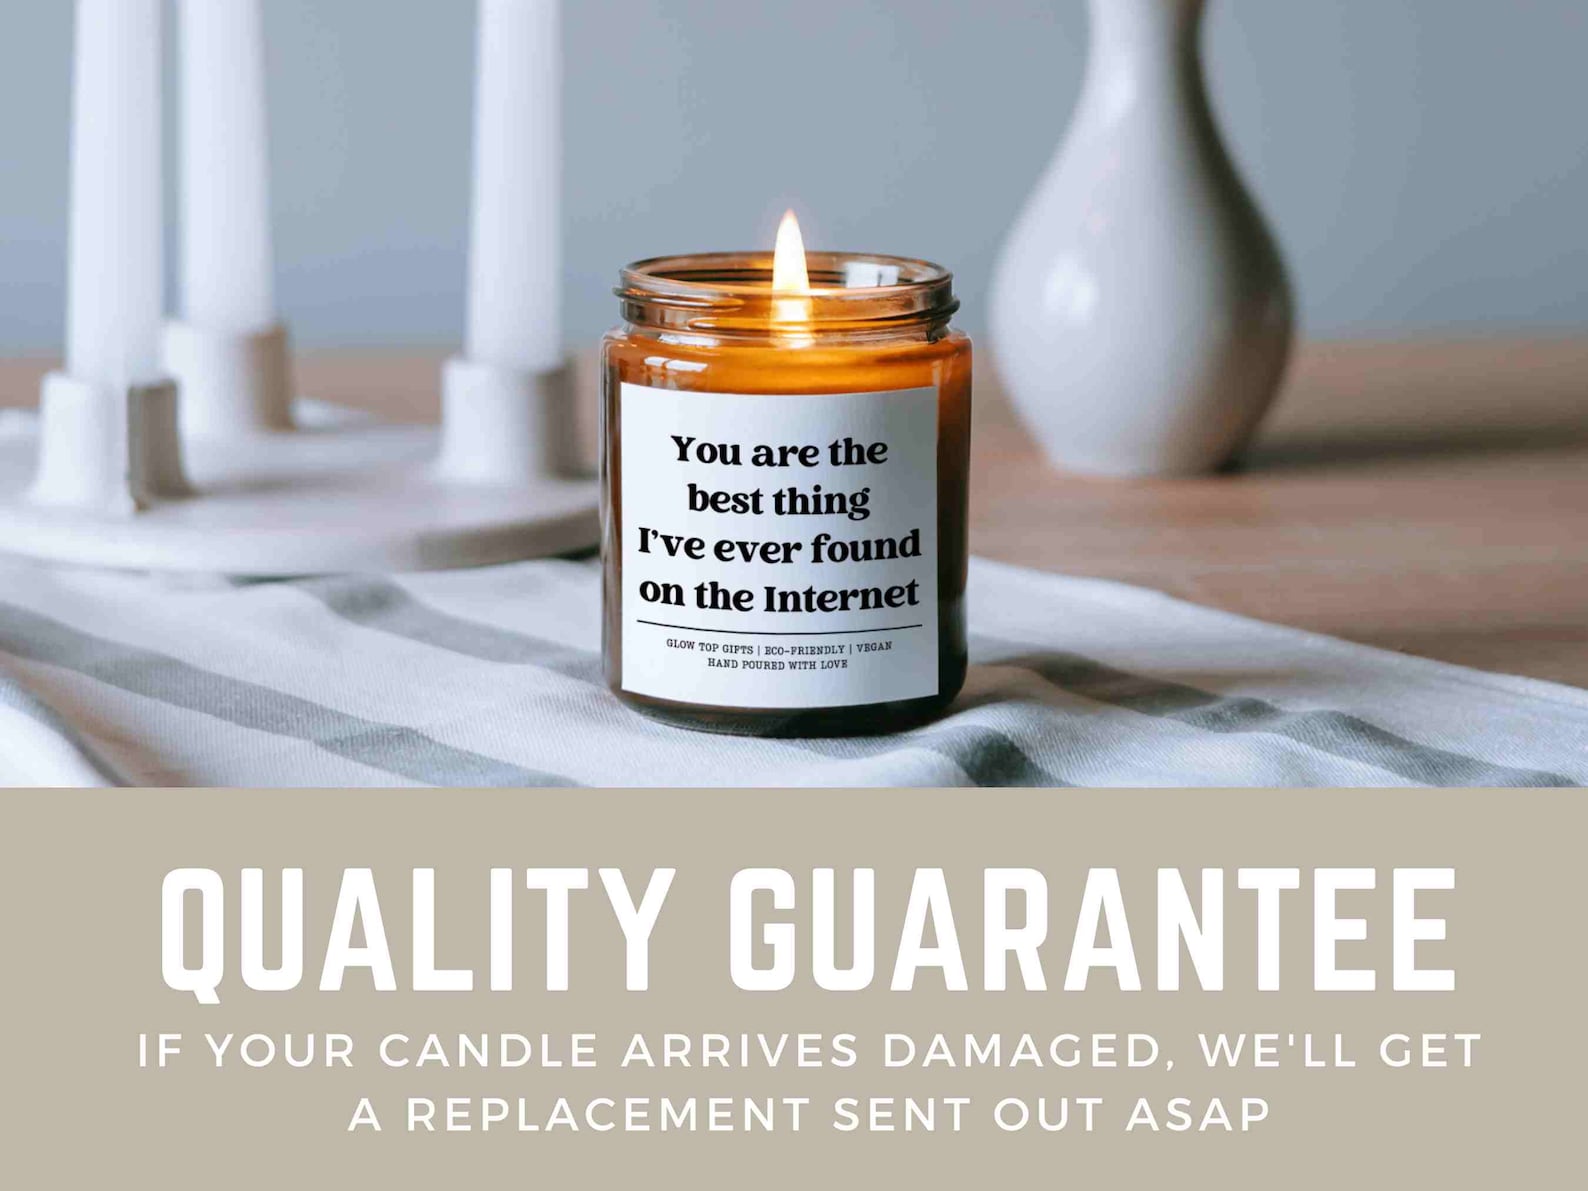 You are the
best thing
I've ever found
on the Internet
GLOW TOP GIFTS | ECO-FRIENDLY | VEGAN
HAND POURED WITH LOVE
QUALITY GUARANTEE
IF YOUR CANDLE ARRIVES DAMAGED, WE'LL GET
A REPLACEMENT SENT OUT ASAP